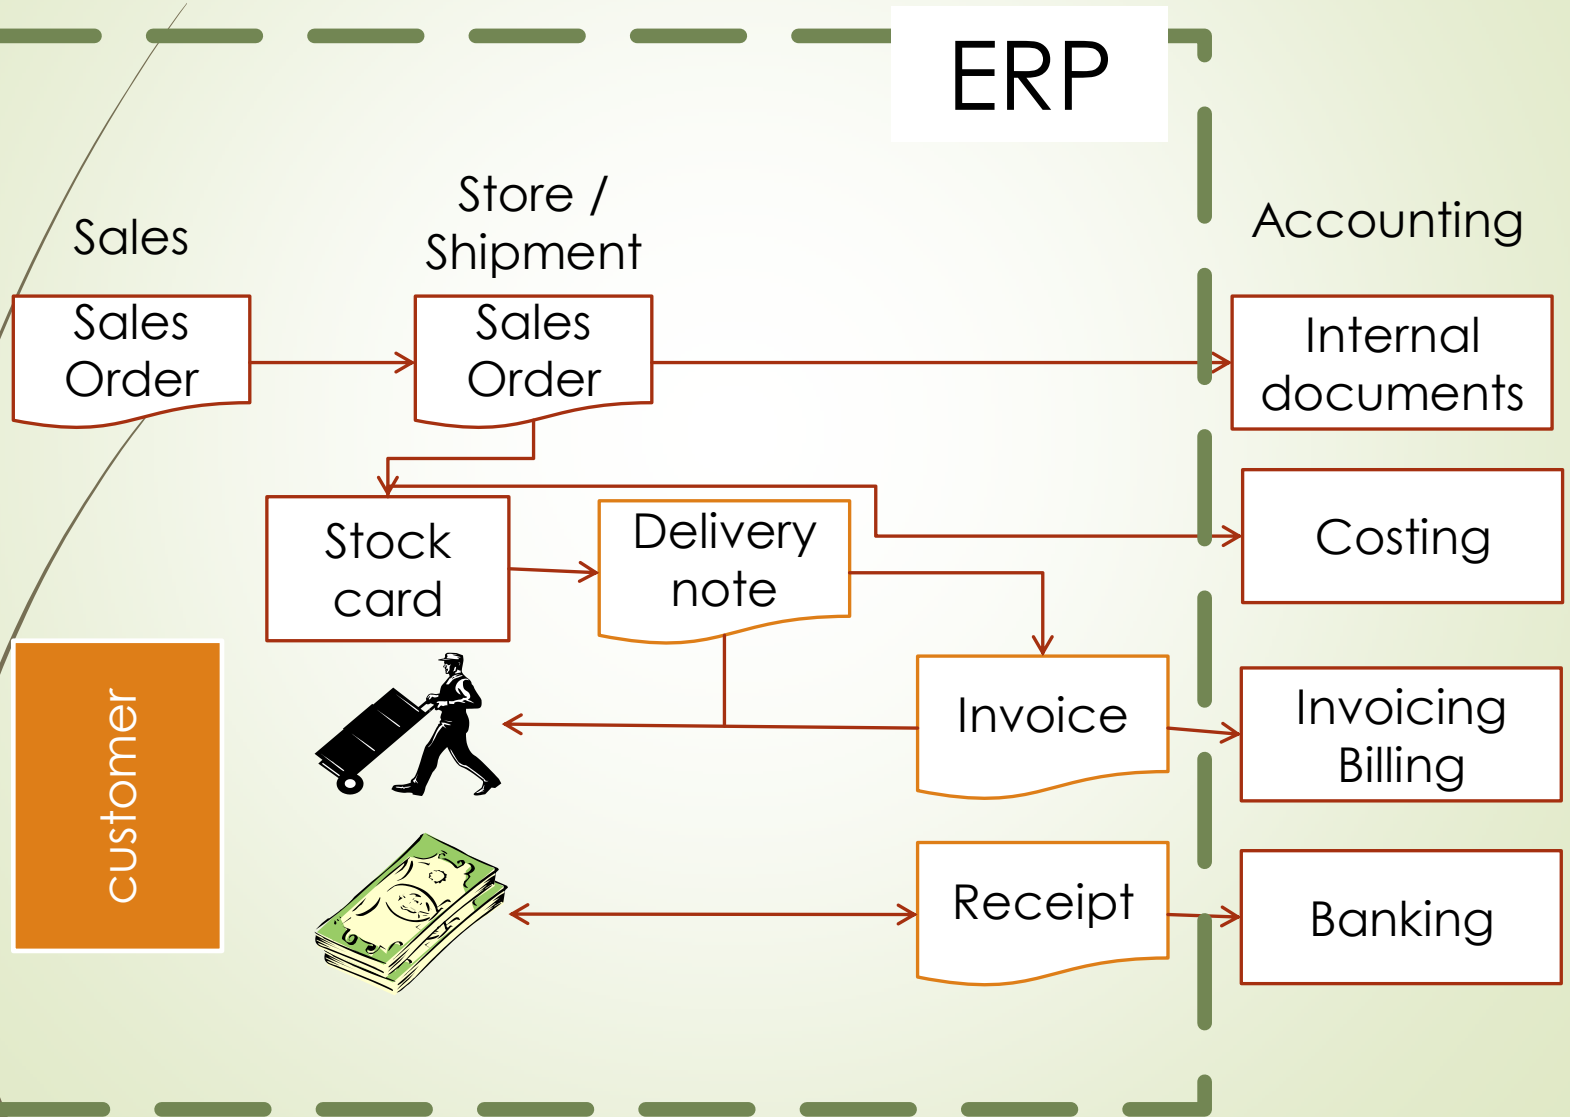 ERP
Sales
Store /
Shipment
Accounting
Sales
Order
Sales
Order
Internal
documents
Stock
card
Delivery
note
Costing
customer
Invoice
Invoicing
Billing
Receipt
Banking